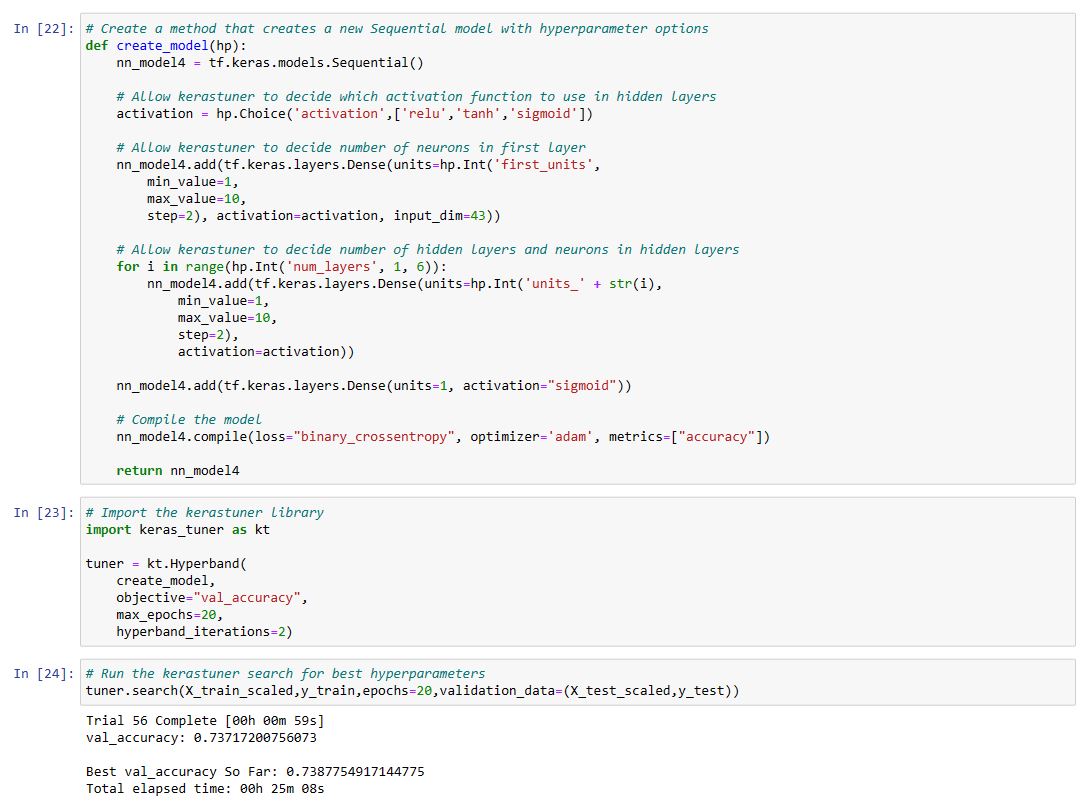 In [22]: # Create a method that creates a new Sequential model with hyperparameter options
def create_model(hp):
    nn_model4 = tf.keras.models.Sequential()

    # Allow kerastuner to decide which activation function to use in hidden layers
    activation = hp.Choice('activation',['relu','tanh','sigmoid'])

    # Allow kerastuner to decide number of neurons in first layer
    nn_model4.add(tf.keras.layers.Dense(units=hp.Int('first_units',
        min_value=1,
        max_value=10,
        step=2), activation=activation, input_dim=43))

    # Allow kerastuner to decide number of hidden layers and neurons in hidden layers
    for i in range(hp.Int('num_layers', 1, 6)):
        nn_model4.add(tf.keras.layers.Dense(units=hp.Int('units_' + str(i),
            min_value=1,
            max_value=10,
            step=2),
            activation=activation))

    nn_model4.add(tf.keras.layers.Dense(units=1, activation="sigmoid"))

    # Compile the model
    nn_model4.compile(loss="binary_crossentropy", optimizer='adam', metrics=["accuracy"])

    return nn_model4
In [23]: # Import the kerastuner library
import keras_tuner as kt

tuner = kt.Hyperband(
    create_model,
    objective="val_accuracy",
    max_epochs=20,
    hyperband_iterations=2)
In [24]: # Run the kerastuner search for best hyperparameters
tuner.search(X_train_scaled,y_train,epochs=20,validation_data=(X_test_scaled,y_test))
Trial 56 Complete [00h 00m 59s]
val_accuracy: 0.73717200756073

Best val_accuracy So Far: 0.7387754917144775
Total elapsed time: 00h 25m 08s